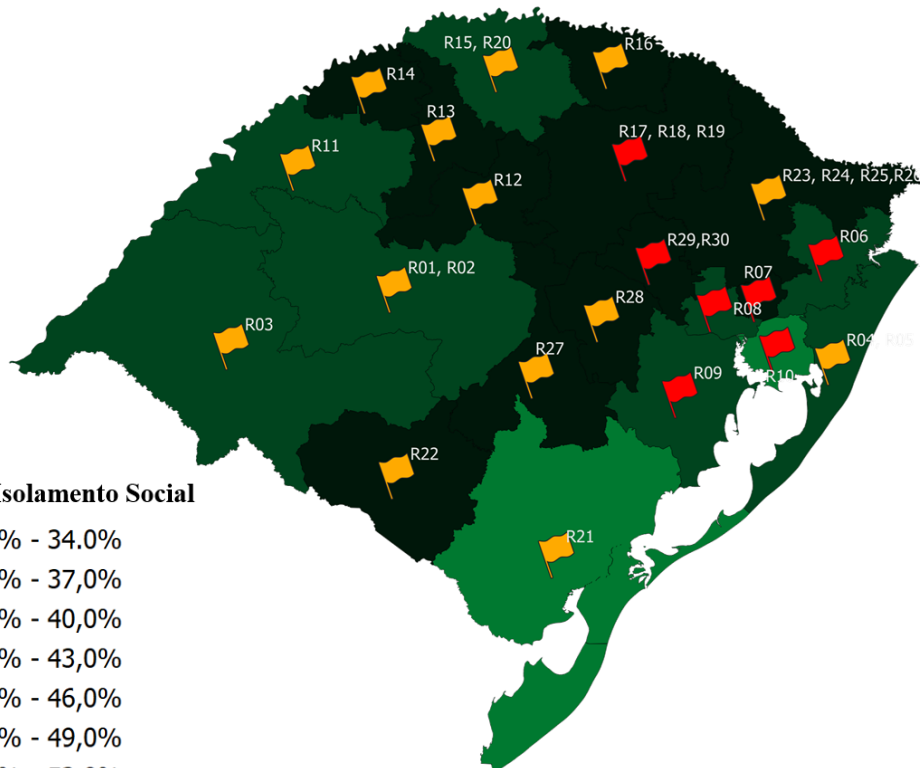 R15, R20
R16
R14
R13
R17, R18, R19
R11
R12
R23, R24, R25,R26
R06
R29,R30
R01, R02
R07
R28
R08
R03
R04, R05
R27
R10
R09
R22
Isolamento Social
% - 34.0%
R21
% - 37,0%
% - 40,0%
% - 43,0%
% - 46,0%
% - 49,0%